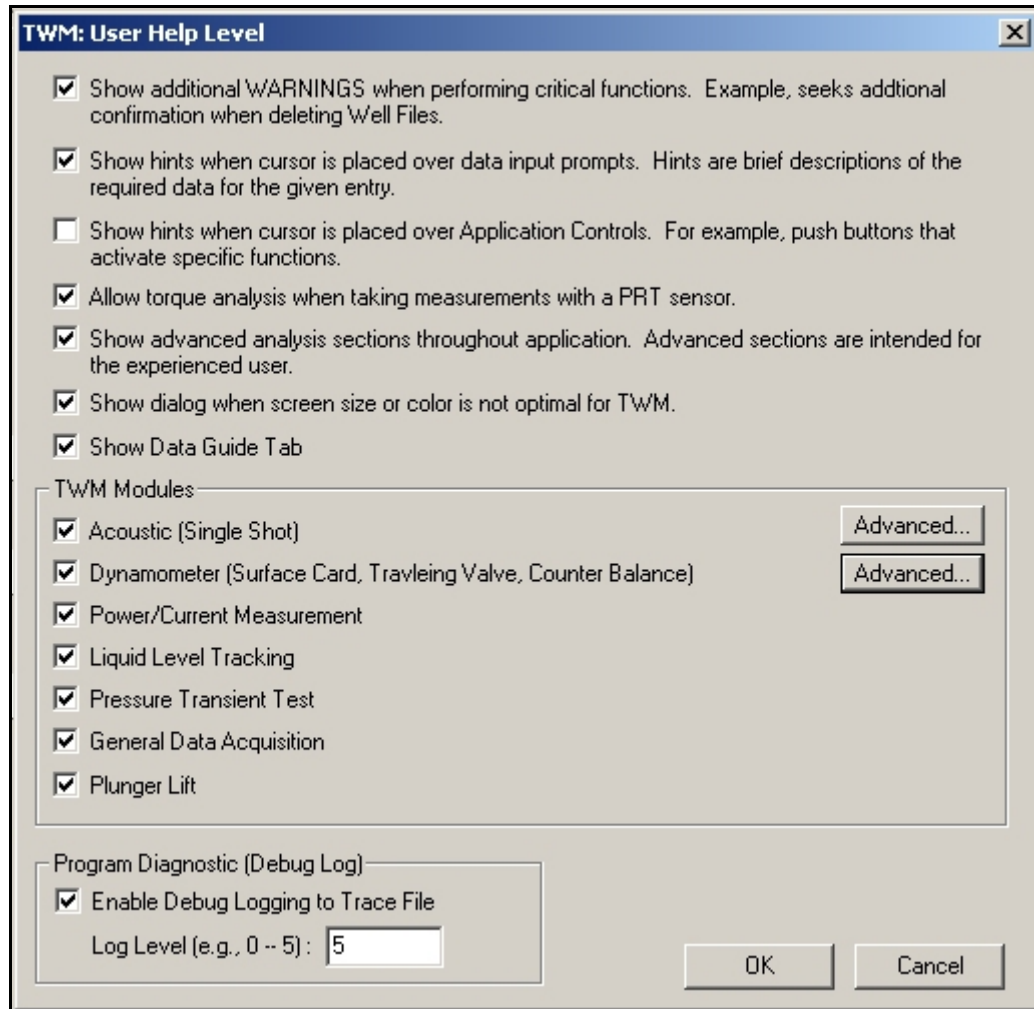 TWM: User Help Level
Show additional WARNINGS when performing critical functions. Example, seeks addtional
confirmation when deleting Well Files.
Show hints when cursor is placed over data input prompts. Hints are brief descriptions of the
required data for the given entry.
Show hints when cursor is placed over Application Controls. For example, push buttons that
activate specific functions.
Allow torque analysis when taking measurements with a PRT sensor.
Show advanced analysis sections throughout application. Advanced sections are intended for
the experienced user.
Show dialog when screen size or color is not optimal for TWM.
Show Data Guide Tab
TWM Modules
Acoustic (Single Shot) Advanced...
Dynamometer (Surface Card, Travleing Valve, Counter Balance) Advanced...
Power/Current Measurement
Liquid Level Tracking
Pressure Transient Test
General Data Acquisition
Plunger Lift
Program Diagnostic (Debug Log)
Enable Debug Logging to Trace File
Log Level (e.g., 0 -- 5) : 5
OK Cancel